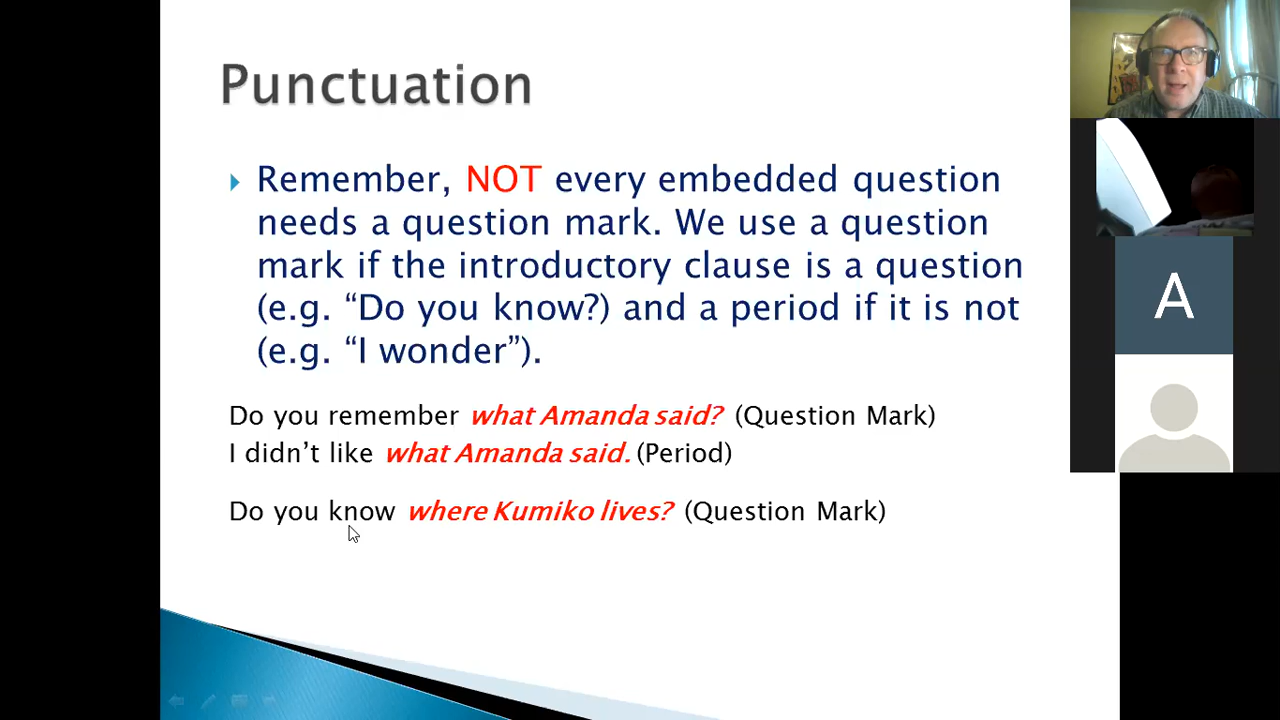 Punctuation
Remember, NOT every embedded question
needs a question mark. We use a question
mark if the introductory clause is a question
(e.g. “Do you know?) and a period if it is not
(e.g. “I wonder”).
Do you remember what Amanda said? (Question Mark)
I didn’t like what Amanda said. (Period)
Do you know where Kumiko lives? (Question Mark)
A